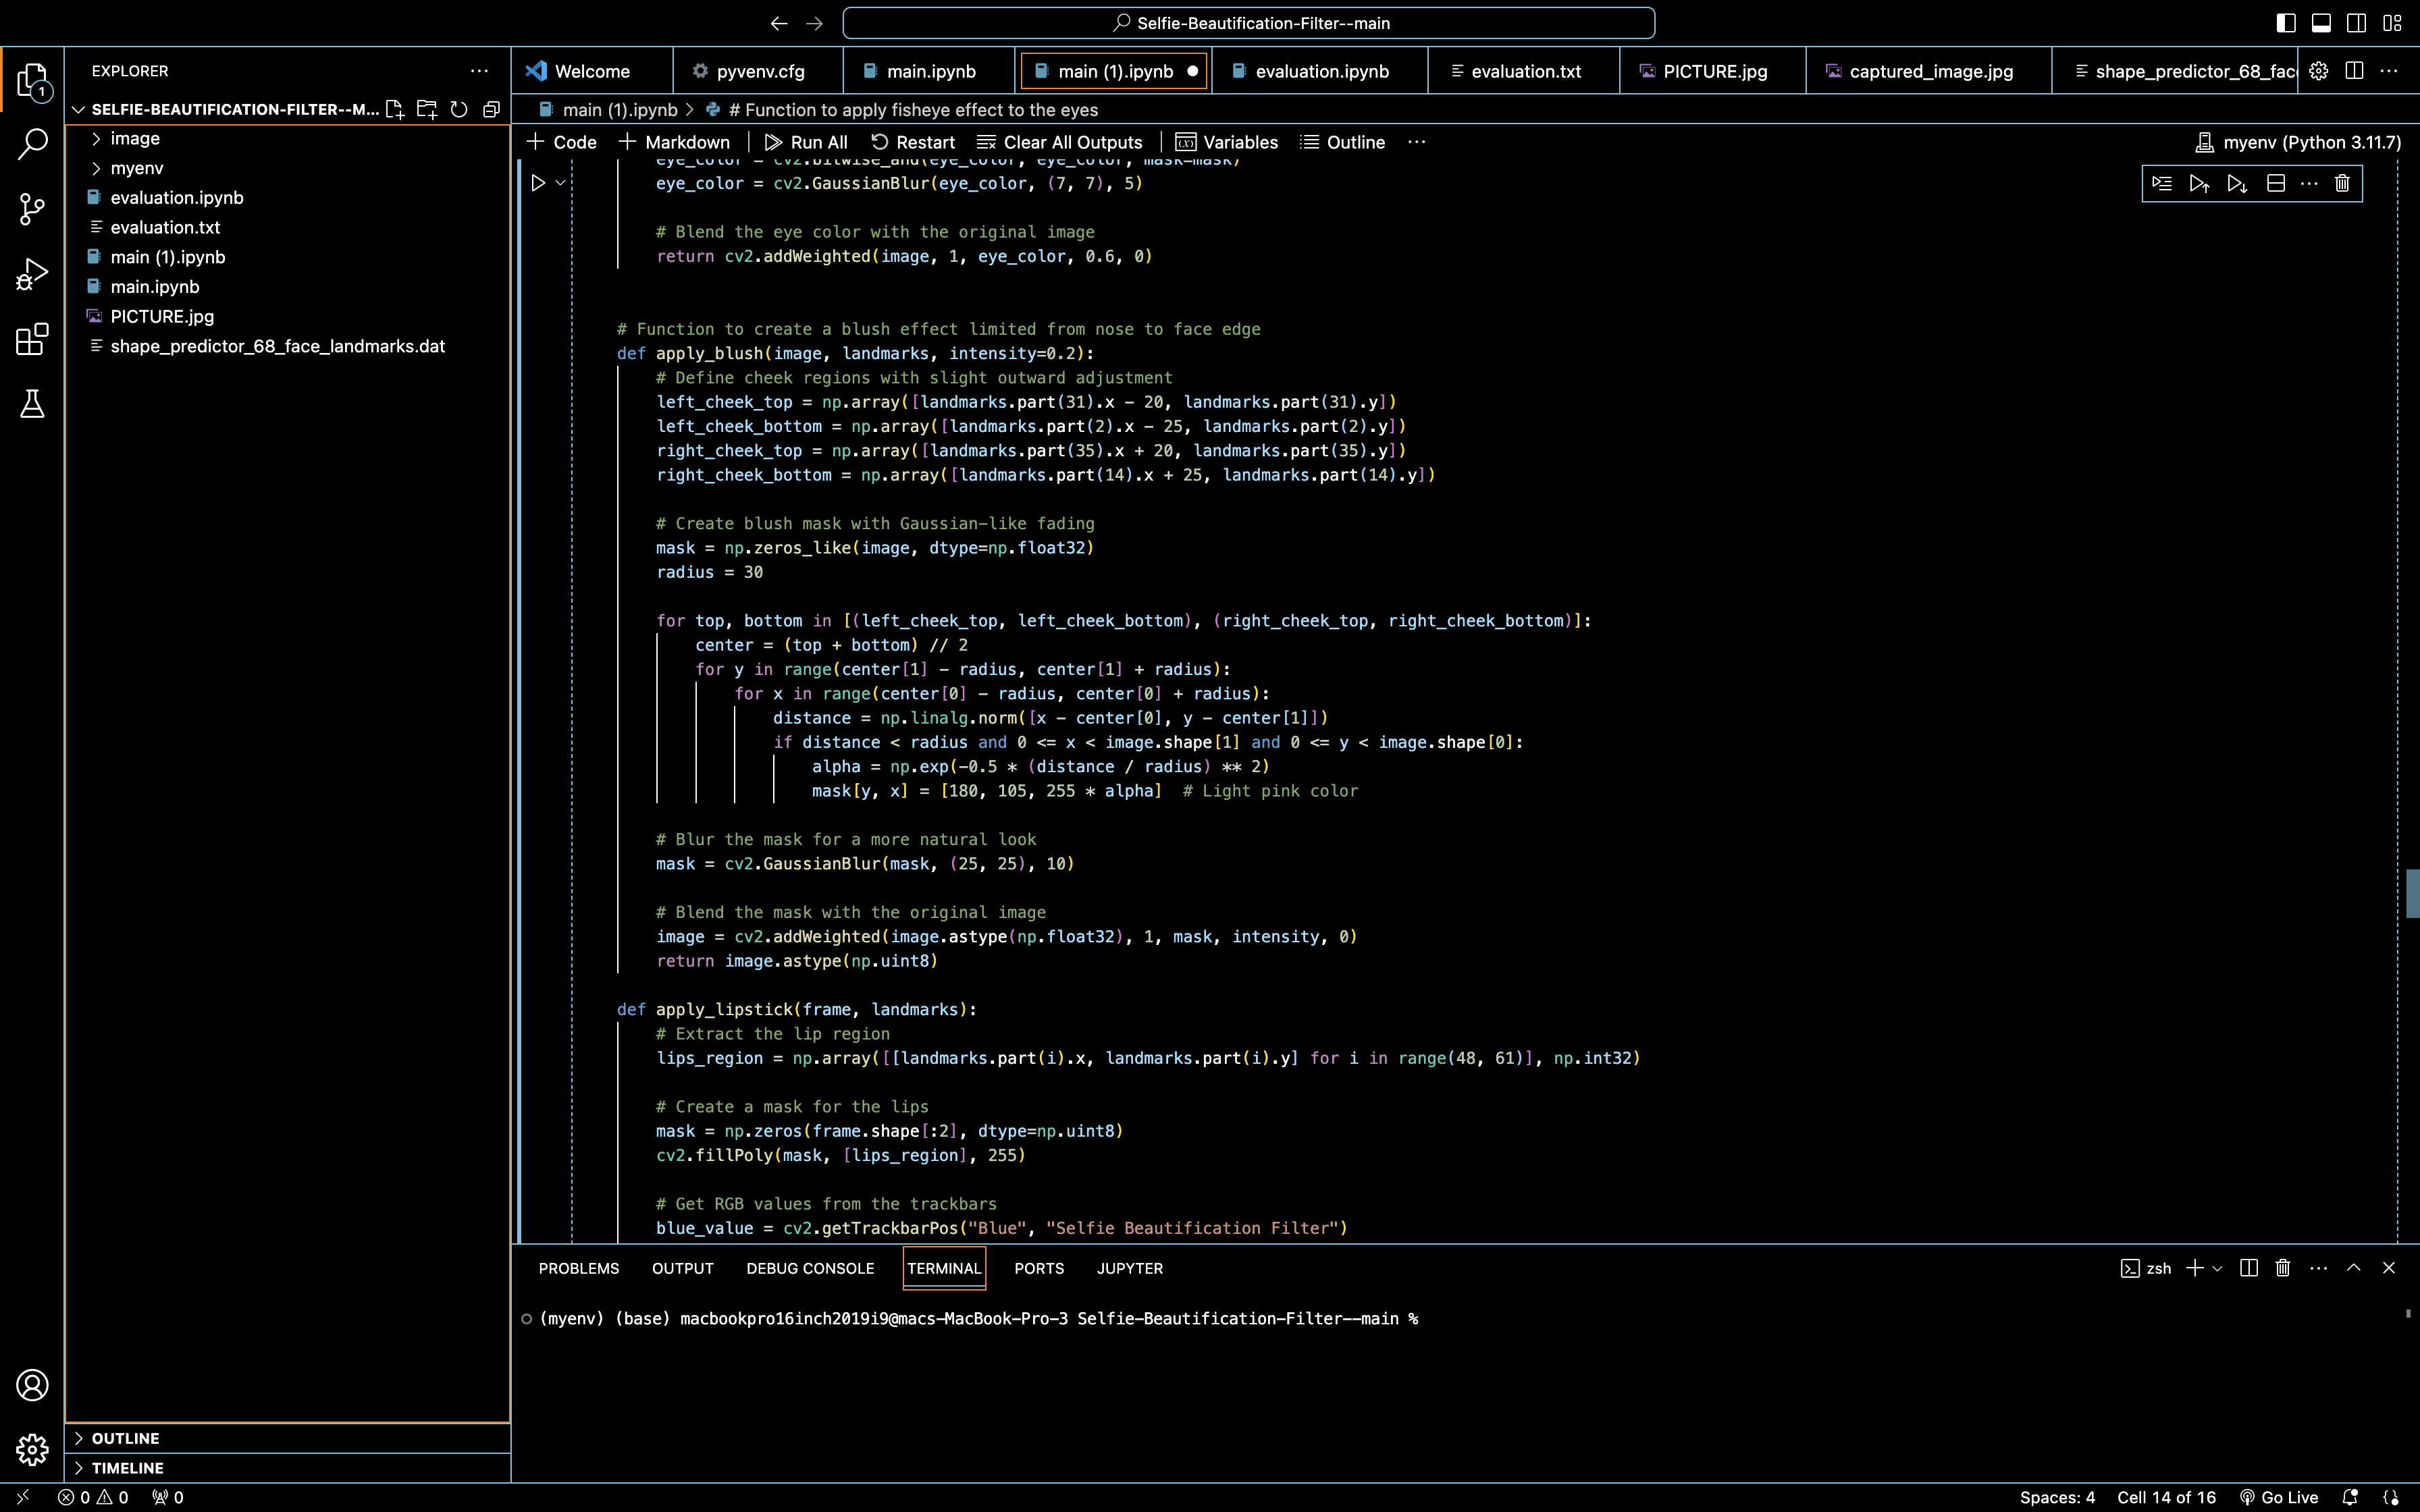 Selfie-Beautification-Filter--main
EXPLORER
SELFIE-BEAUTIFICATION-FILTER--M...
image
myenv
evaluation.ipynb
evaluation.txt
main (1).ipynb
main.ipynb
PICTURE.jpg
shape_predictor_68_face_landmarks.dat
OUTLINE
TIMELINE
1
Welcome pyvenv.cfg main.ipynb main (1).ipynb evaluation.ipynb evaluation.txt PICTURE.jpg captured_image.jpg shape_predictor_68_fac
main (1).ipynb > # Function to apply fisheye effect to the eyes
+ Code + Markdown Run All Restart Clear All Outputs Variables Outline ... myenv (Python 3.11.7)
eye_color = cv2.bitwise_and(eye_color, eye_color, mask=mask)
eye_color = cv2.GaussianBlur(eye_color, (7, 7), 5)
# Blend the eye color with the original image
return cv2.addWeighted(image, 1, eye_color, 0.6, 0)
# Function to create a blush effect limited from nose to face edge
def apply_blush(image, landmarks, intensity=0.2):
# Define cheek regions with slight outward adjustment
left_cheek_top = np.array([landmarks.part(31).x - 20, landmarks.part(31).y])
left_cheek_bottom = np.array([landmarks.part(2).x - 25, landmarks.part(2).y])
right_cheek_top = np.array([landmarks.part(35).x + 20, landmarks.part(35).y])
right_cheek_bottom = np.array([landmarks.part(14).x + 25, landmarks.part(14).y])
# Create blush mask with Gaussian-like fading
mask = np.zeros_like(image, dtype=np.float32)
radius = 30
for top, bottom in [(left_cheek_top, left_cheek_bottom), (right_cheek_top, right_cheek_bottom)]:
center = (top + bottom) // 2
for y in range(center[1] - radius, center[1] + radius):
for x in range(center[0] - radius, center[0] + radius):
distance = np.linalg.norm([x - center[0], y - center[1]])
if distance < radius and 0 <= x < image.shape[1] and 0 <= y < image.shape[0]:
alpha = np.exp(-0.5 * (distance / radius) ** 2)
mask[y, x] = [180, 105, 255 * alpha]  # Light pink color
# Blur the mask for a more natural look
mask = cv2.GaussianBlur(mask, (25, 25), 10)
# Blend the mask with the original image
image = cv2.addWeighted(image.astype(np.float32), 1, mask, intensity, 0)
return image.astype(np.uint8)
def apply_lipstick(frame, landmarks):
# Extract the lip region
lips_region = np.array([[landmarks.part(i).x, landmarks.part(i).y] for i in range(48, 61)], np.int32)
# Create a mask for the lips
mask = np.zeros(frame.shape[:2], dtype=np.uint8)
cv2.fillPoly(mask, [lips_region], 255)
# Get RGB values from the trackbars
blue_value = cv2.getTrackbarPos("Blue", "Selfie Beautification Filter")
PROBLEMS OUTPUT DEBUG CONSOLE TERMINAL PORTS JUPYTER zsh
(myenv) (base) macbookpro16inch2019i9@macs-MacBook-Pro-3 Selfie-Beautification-Filter--main %
0 0 0 Spaces: 4 Cell 14 of 16 Go Live